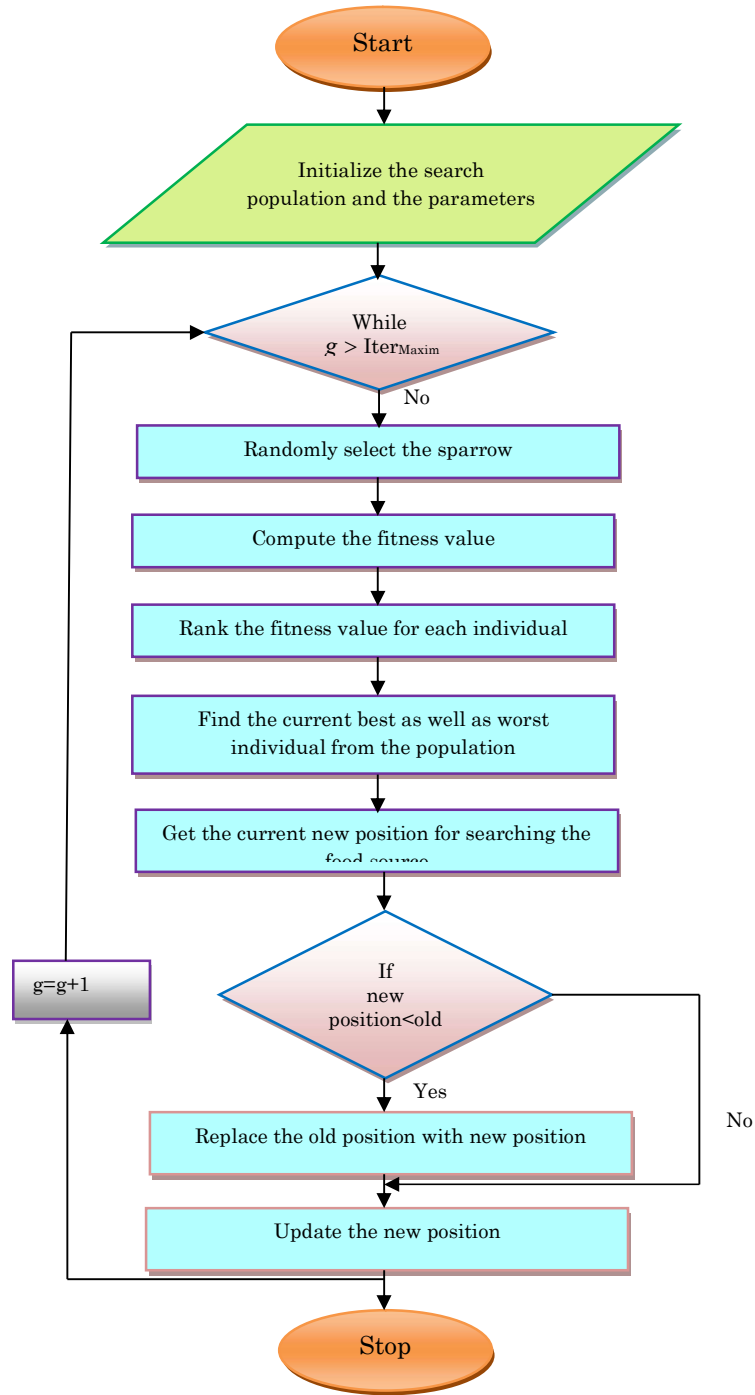 Start
Initialize the search
population and the parameters
While
g > IterMaxim
No
Randomly select the sparrow
Compute the fitness value
Rank the fitness value for each individual
Find the current best as well as worst
individual from the population
Get the current new position for searching the
food source
g=g+1
If
new
position<old
Yes
No
Replace the old position with new position
Update the new position
Stop